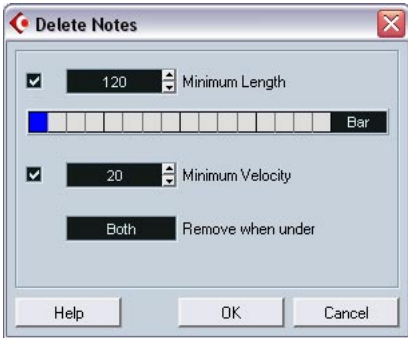 Delete Notes
120 Minimum Length
Bar
20 Minimum Velocity
Both Remove when under
Help OK Cancel